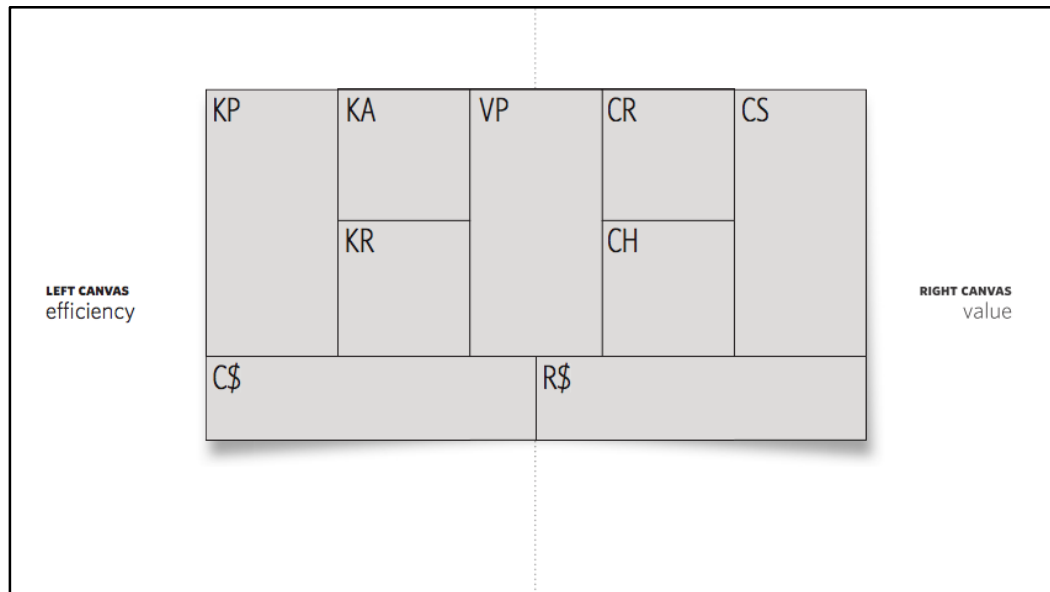 KP
KA
VP
CR
CS
KR
CH
LEFT CANVAS
efficiency
RIGHT CANVAS
value
C$
R$